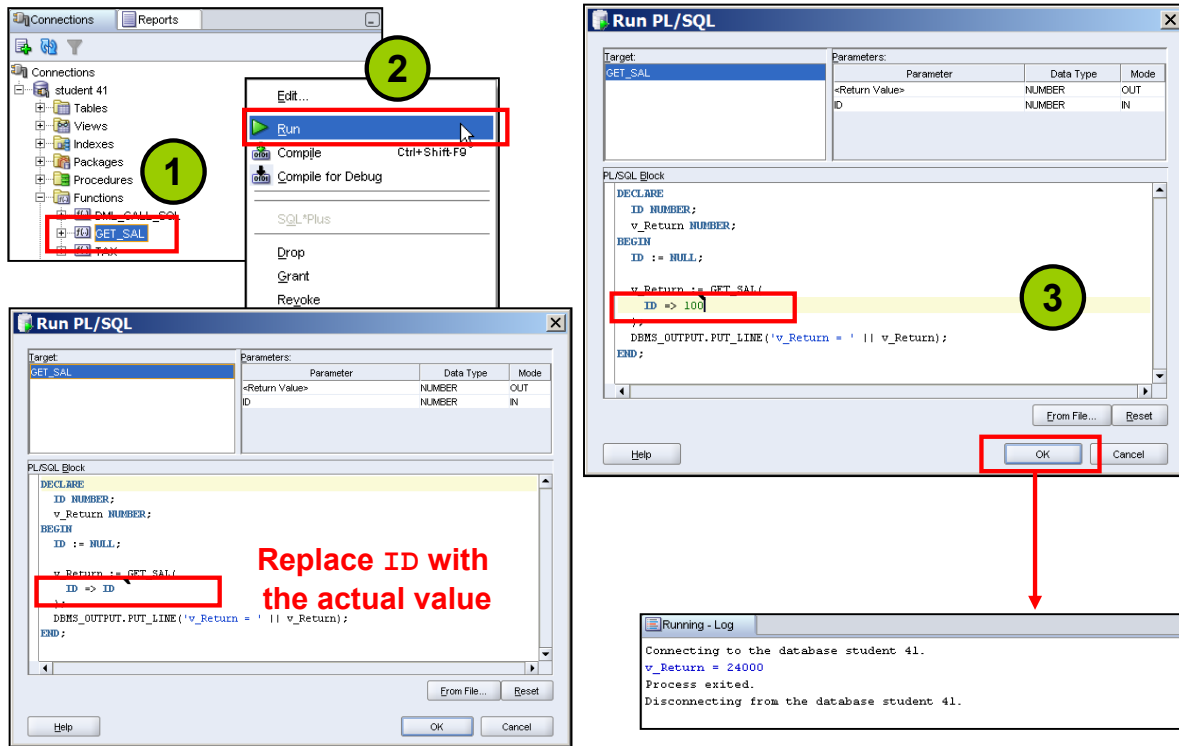 Connections Reports
Connections
student 41
Tables
Views
Indexes
Packages
Procedures
Functions
DML_CALL_SQL
GET_SAL
TAX
1
2
Edit...
Run
Compile Ctrl+Shift-F9
Compile for Debug
SQL*Plus
Drop
Grant
Revoke
Run PL/SQL
Target: Parameters:
GET_SAL Parameter Data Type Mode
<Return Value> NUMBER OUT
ID NUMBER IN
PL/SQL Block
DECLARE
ID NUMBER;
v_Return NUMBER;
BEGIN
ID := NULL;
v_Return := GET_SAL(
ID => ID
);
DBMS_OUTPUT.PUT_LINE('v_Return = ' || v_Return);
END;
Replace ID with
the actual value
From File... Reset
Help OK Cancel
Run PL/SQL
Target: Parameters:
GET_SAL Parameter Data Type Mode
<Return Value> NUMBER OUT
ID NUMBER IN
PL/SQL Block
DECLARE
ID NUMBER;
v_Return NUMBER;
BEGIN
ID := NULL;
v_Return := GET_SAL(
ID => 100
);
DBMS_OUTPUT.PUT_LINE('v_Return = ' || v_Return);
END;
3
From File... Reset
Help OK Cancel
Running - Log
Connecting to the database student 41.
v_Return = 24000
Process exited.
Disconnecting from the database student 41.